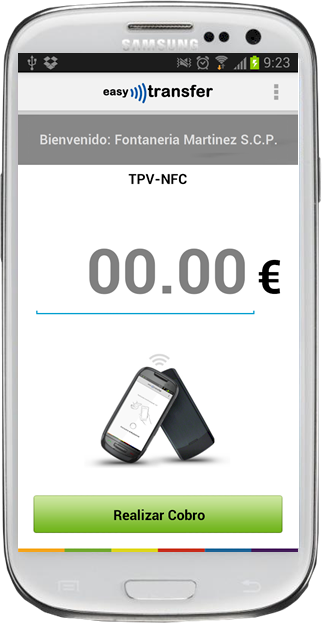 SAMSUNG
9:23
easy transfer
Bienvenido: Fontaneria Martinez S.C.P.
TPV-NFC
00.00 €
Realizar Cobro